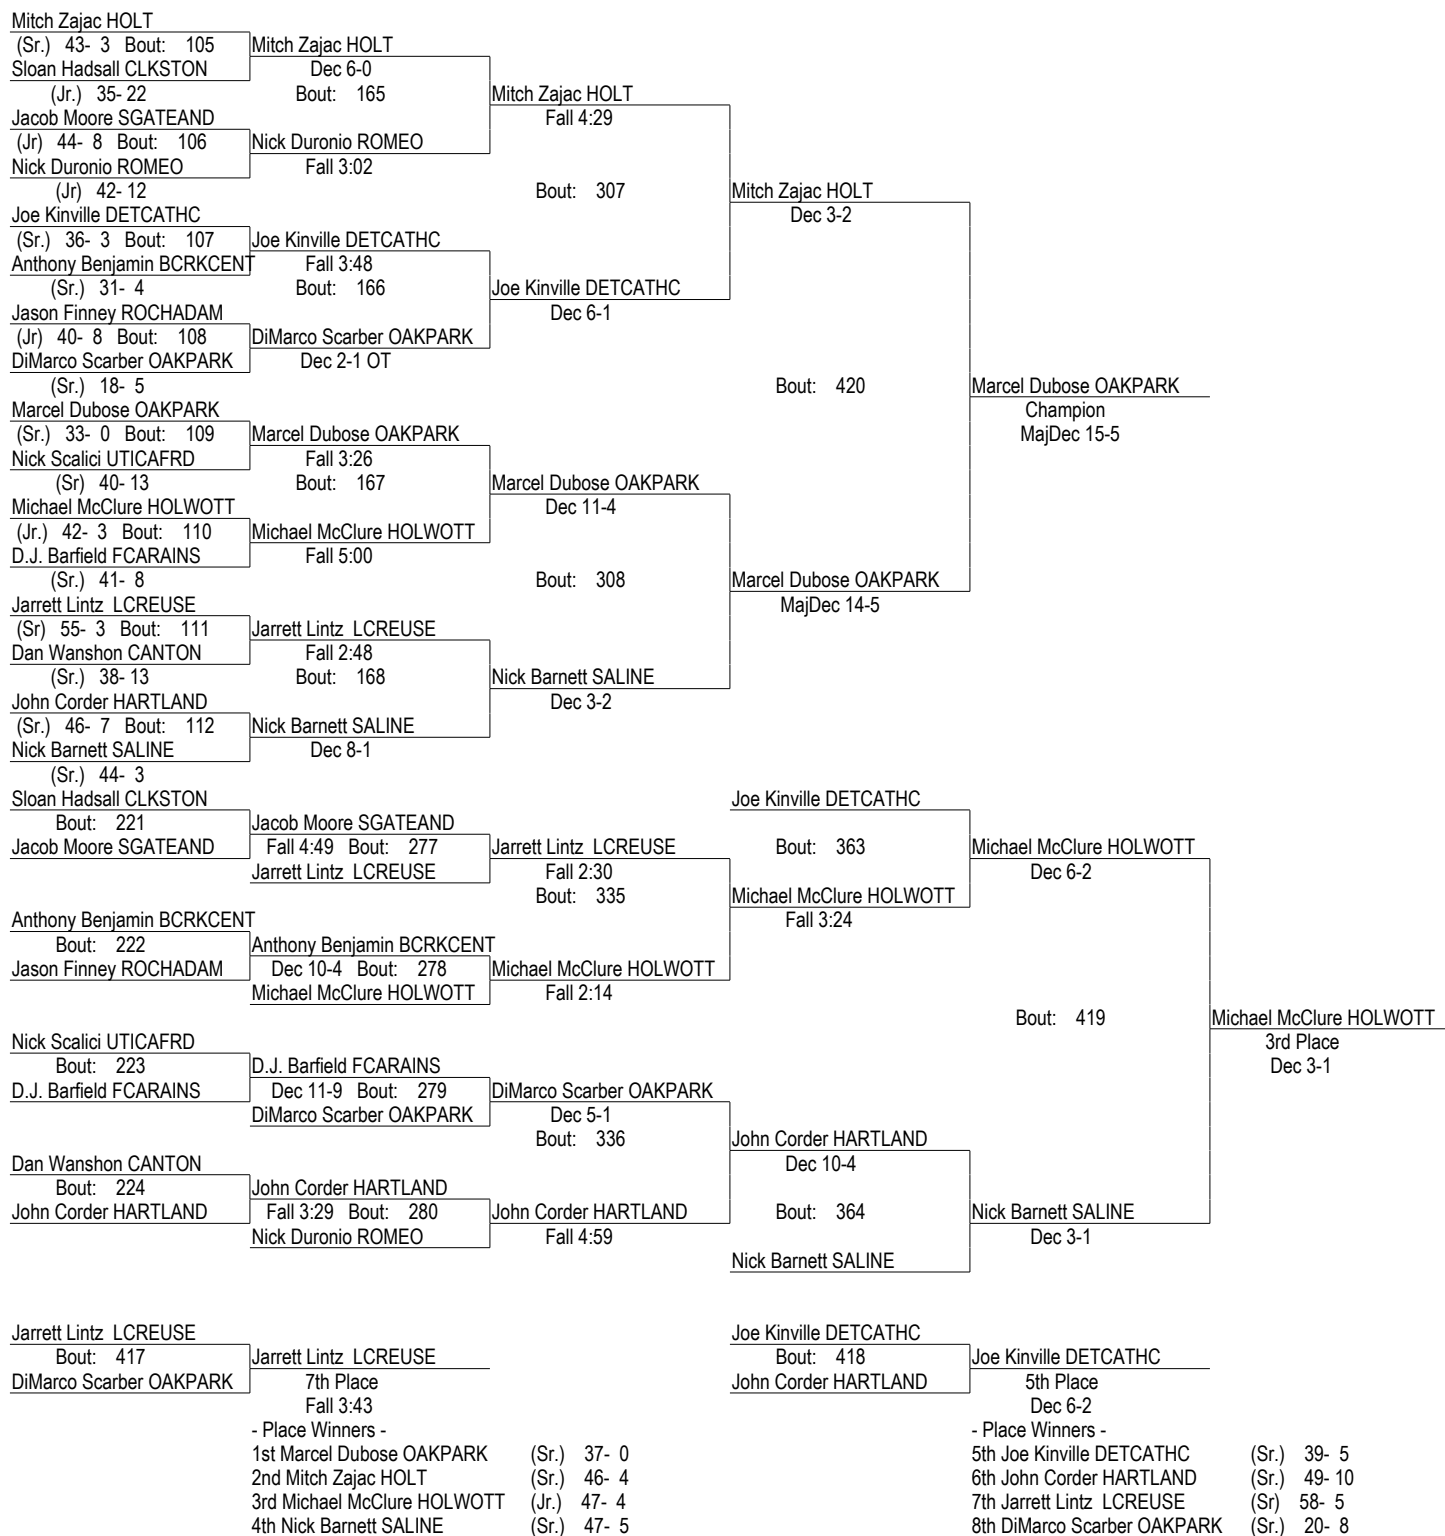 Mitch Zajac HOLT
(Sr.) 43- 3 Bout: 105 Mitch Zajac HOLT
Sloan Hadsall CLKSTON Dec 6-0
(Jr.) 35- 22 Bout: 165 Mitch Zajac HOLT
Jacob Moore SGATEAND Fall 4:29
(Jr) 44- 8 Bout: 106 Nick Duronio ROMEO
Nick Duronio ROMEO Fall 3:02
(Jr) 42- 12 Bout: 307 Mitch Zajac HOLT
Joe Kinville DETCATHC Dec 3-2
(Sr.) 36- 3 Bout: 107 Joe Kinville DETCATHC
Anthony Benjamin BCRKCENT Fall 3:48
(Sr.) 31- 4 Bout: 166 Joe Kinville DETCATHC
Jason Finney ROCHADAM Dec 6-1
(Jr) 40- 8 Bout: 108 DiMarco Scarber OAKPARK
DiMarco Scarber OAKPARK Dec 2-1 OT
(Sr.) 18- 5 Bout: 420 Marcel Dubose OAKPARK
Marcel Dubose OAKPARK Champion
(Sr.) 33- 0 Bout: 109 Marcel Dubose OAKPARK MajDec 15-5
Nick Scalici UTICAFRD Fall 3:26
(Sr) 40- 13 Bout: 167 Marcel Dubose OAKPARK
Michael McClure HOLWOTT Dec 11-4
(Jr.) 42- 3 Bout: 110 Michael McClure HOLWOTT
D.J. Barfield FCARAINS Fall 5:00
(Sr.) 41- 8 Bout: 308 Marcel Dubose OAKPARK
Jarrett Lintz LCREUSE MajDec 14-5
(Sr) 55- 3 Bout: 111 Jarrett Lintz LCREUSE
Dan Wanshon CANTON Fall 2:48
(Sr.) 38- 13 Bout: 168 Nick Barnett SALINE
John Corder HARTLAND Dec 3-2
(Sr.) 46- 7 Bout: 112 Nick Barnett SALINE
Nick Barnett SALINE Dec 8-1
(Sr.) 44- 3
Sloan Hadsall CLKSTON Joe Kinville DETCATHC
Bout: 221 Jacob Moore SGATEAND
Jacob Moore SGATEAND Fall 4:49 Bout: 277 Jarrett Lintz LCREUSE Bout: 363 Michael McClure HOLWOTT
Jarrett Lintz LCREUSE Fall 2:30 Dec 6-2
Bout: 335 Michael McClure HOLWOTT
Anthony Benjamin BCRKCENT Fall 3:24
Bout: 222 Anthony Benjamin BCRKCENT
Jason Finney ROCHADAM Dec 10-4 Bout: 278 Michael McClure HOLWOTT
Michael McClure HOLWOTT Fall 2:14
Bout: 419 Michael McClure HOLWOTT
Nick Scalici UTICAFRD 3rd Place
Bout: 223 D.J. Barfield FCARAINS Dec 3-1
D.J. Barfield FCARAINS Dec 11-9 Bout: 279 DiMarco Scarber OAKPARK
DiMarco Scarber OAKPARK Dec 5-1
Bout: 336 John Corder HARTLAND
Dan Wanshon CANTON Dec 10-4
Bout: 224 John Corder HARTLAND
John Corder HARTLAND Fall 3:29 Bout: 280 John Corder HARTLAND Bout: 364 Nick Barnett SALINE
Nick Duronio ROMEO Fall 4:59 Dec 3-1
Nick Barnett SALINE
Jarrett Lintz LCREUSE Joe Kinville DETCATHC
Bout: 417 Jarrett Lintz LCREUSE Bout: 418 Joe Kinville DETCATHC
DiMarco Scarber OAKPARK 7th Place John Corder HARTLAND 5th Place
Fall 3:43 Dec 6-2
- Place Winners - - Place Winners -
1st Marcel Dubose OAKPARK (Sr.) 37- 0 5th Joe Kinville DETCATHC (Sr.) 39- 5
2nd Mitch Zajac HOLT (Sr.) 46- 4 6th John Corder HARTLAND (Sr.) 49- 10
3rd Michael McClure HOLWOTT (Jr.) 47- 4 7th Jarrett Lintz LCREUSE (Sr) 58- 5
4th Nick Barnett SALINE (Sr.) 47- 5 8th DiMarco Scarber OAKPARK (Sr.) 20- 8